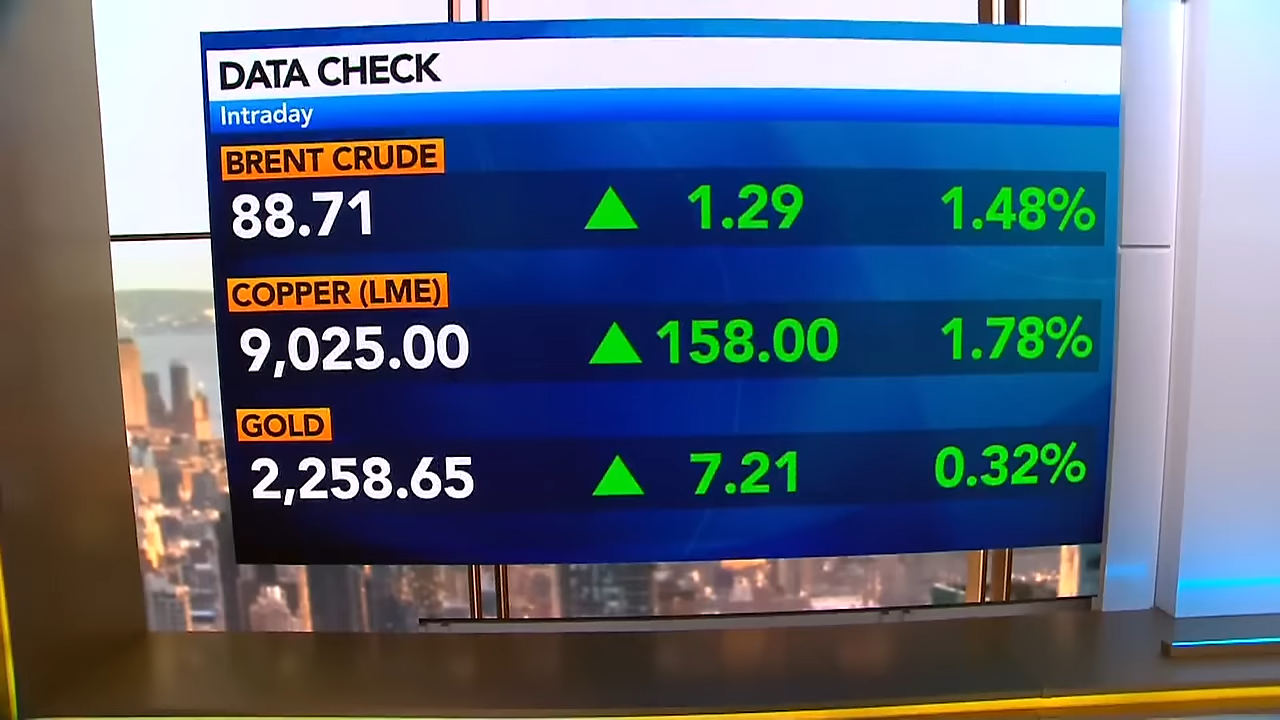 DATA CHECK
Intraday
BRENT CRUDE
88.71 ▲ 1.29 1.48%
COPPER (LME)
9,025.00 ▲ 158.00 1.78%
GOLD
2,258.65 ▲ 7.21 0.32%